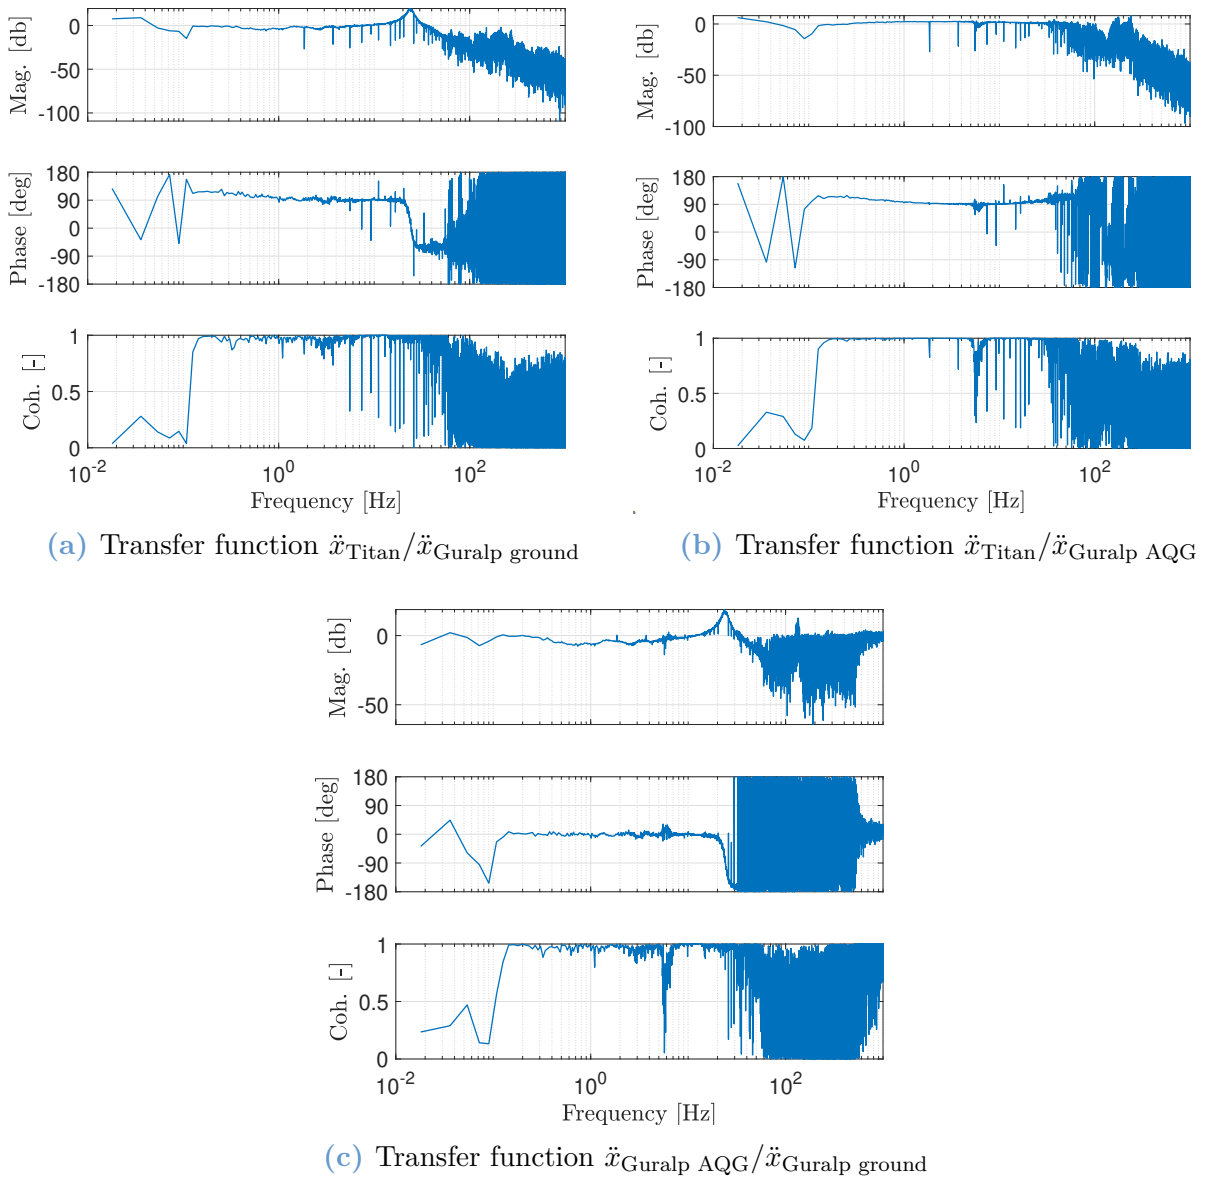 0
-50
-100
Mag. [db]
180
90
0
-90
-180
Phase [deg]
1
0.5
0
Coh. [-]
10^-2 10^0 10^2
Frequency [Hz]
(a) Transfer function ẍ_Titan/ẍ_Guralp ground
0
-50
-100
Mag. [db]
180
90
0
-90
-180
Phase [deg]
1
0.5
0
Coh. [-]
10^-2 10^0 10^2
Frequency [Hz]
(b) Transfer function ẍ_Titan/ẍ_Guralp AQG
0
-50
Mag. [db]
180
90
0
-90
-180
Phase [deg]
1
0.5
0
Coh. [-]
10^-2 10^0 10^2
Frequency [Hz]
(c) Transfer function ẍ_Guralp AQG/ẍ_Guralp ground